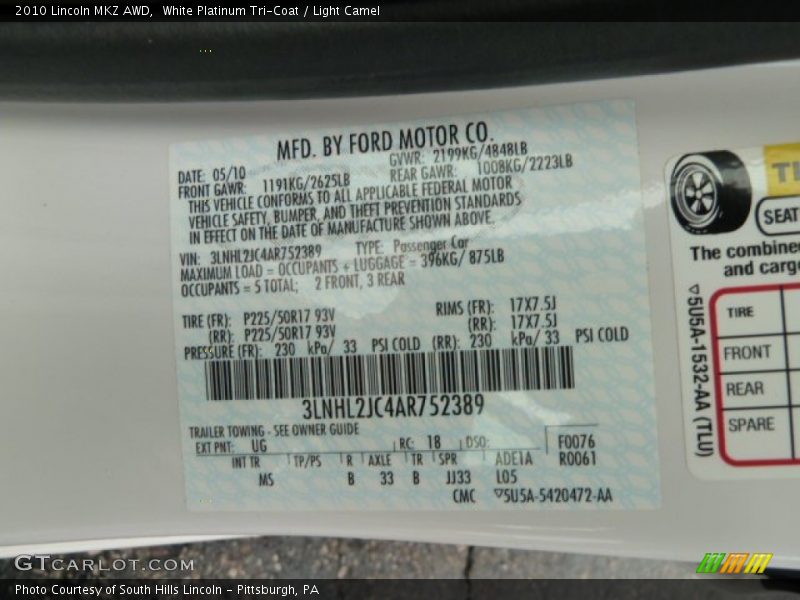 2010 Lincoln MKZ AWD,  White Platinum Tri-Coat / Light Camel
MFD. BY FORD MOTOR CO.
DATE: 05/10 GVWR: 2199KG/4848LB
FRONT GAWR: 1191KG/2625LB REAR GAWR: 1008KG/2223LB
THIS VEHICLE CONFORMS TO ALL APPLICABLE FEDERAL MOTOR
VEHICLE SAFETY, BUMPER, AND THEFT PREVENTION STANDARDS
IN EFFECT ON THE DATE OF MANUFACTURE SHOWN ABOVE.
VIN: 3LNHL2JC4AR752389 TYPE: Passenger Car
MAXIMUM LOAD = OCCUPANTS + LUGGAGE = 396KG/ 875LB
OCCUPANTS = 5 TOTAL; 2 FRONT, 3 REAR
TIRE (FR): P225/50R17 93V RIMS (FR): 17X7.5J
(RR): P225/50R17 93V (RR): 17X7.5J
PRESSURE (FR): 230 kPa/ 33 PSI COLD (RR): 230 kPa/ 33 PSI COLD
3LNHL2JC4AR752389
TRAILER TOWING - SEE OWNER GUIDE
EXT PNT: UG RC: 18 DSO: F0076
INT TR TP/PS R AXLE TR SPR ADE1A R0061
MS B 33 B JJ33 L05
CMC ▽5U5A-5420472-AA
TI
SEAT
The combine
and carg
▽5U5A-1532-AA (TLU)
TIRE
FRONT
REAR
SPARE
GTCARLOT.COM
Photo Courtesy of South Hills Lincoln - Pittsburgh, PA